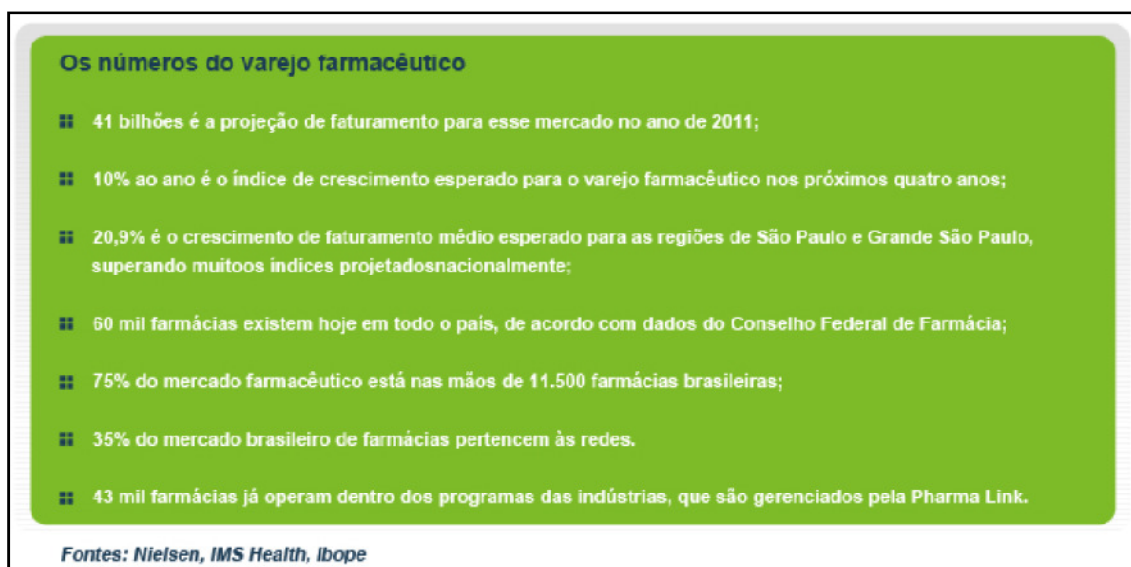 Os números do varejo farmacêutico
41 bilhões é a projeção de faturamento para esse mercado no ano de 2011;
10% ao ano é o índice de crescimento esperado para o varejo farmacêutico nos próximos quatro anos;
20,9% é o crescimento de faturamento médio esperado para as regiões de São Paulo e Grande São Paulo,
superando muitoos índices projetadosnacionalmente;
60 mil farmácias existem hoje em todo o país, de acordo com dados do Conselho Federal de Farmácia;
75% do mercado farmacêutico está nas mãos de 11.500 farmácias brasileiras;
35% do mercado brasileiro de farmácias pertencem às redes.
43 mil farmácias já operam dentro dos programas das indústrias, que são gerenciados pela Pharma Link.
Fontes: Nielsen, IMS Health, Ibope